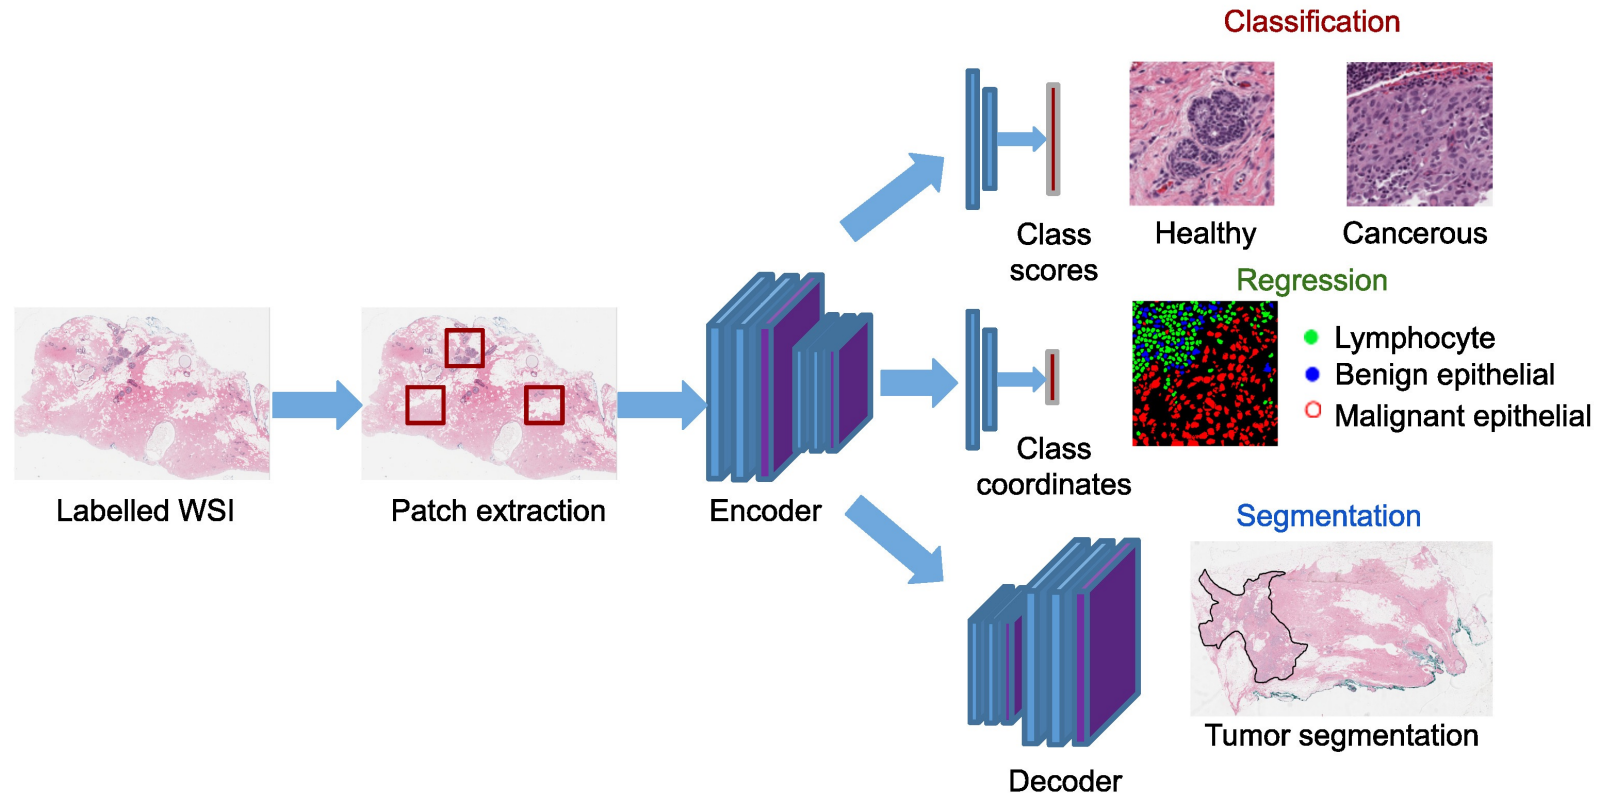 Classification
Class
scores
Healthy
Cancerous
Regression
Lymphocyte
Benign epithelial
Malignant epithelial
Class
coordinates
Labelled WSI
Patch extraction
Encoder
Segmentation
Tumor segmentation
Decoder